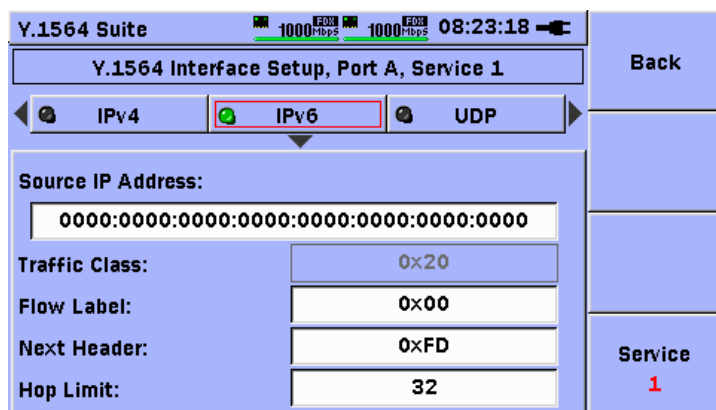 Y.1564 Suite 1000 FDX Mbps 1000 FDX Mbps 08:23:18
Back
Y.1564 Interface Setup, Port A, Service 1
IPv4 IPv6 UDP
Source IP Address:
0000:0000:0000:0000:0000:0000:0000:0000
Traffic Class: 0x20
Flow Label: 0x00
Next Header: 0xFD
Hop Limit: 32
Service
1